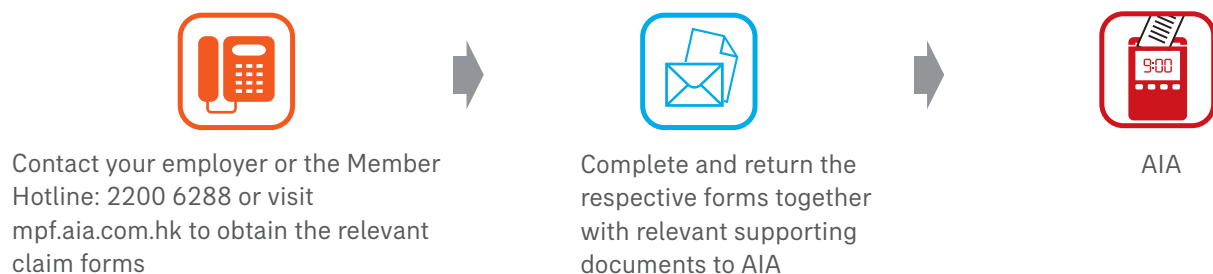 9:00
Contact your employer or the Member
Hotline: 2200 6288 or visit
mpf.aia.com.hk to obtain the relevant
claim forms
Complete and return the
respective forms together
with relevant supporting
documents to AIA
AIA